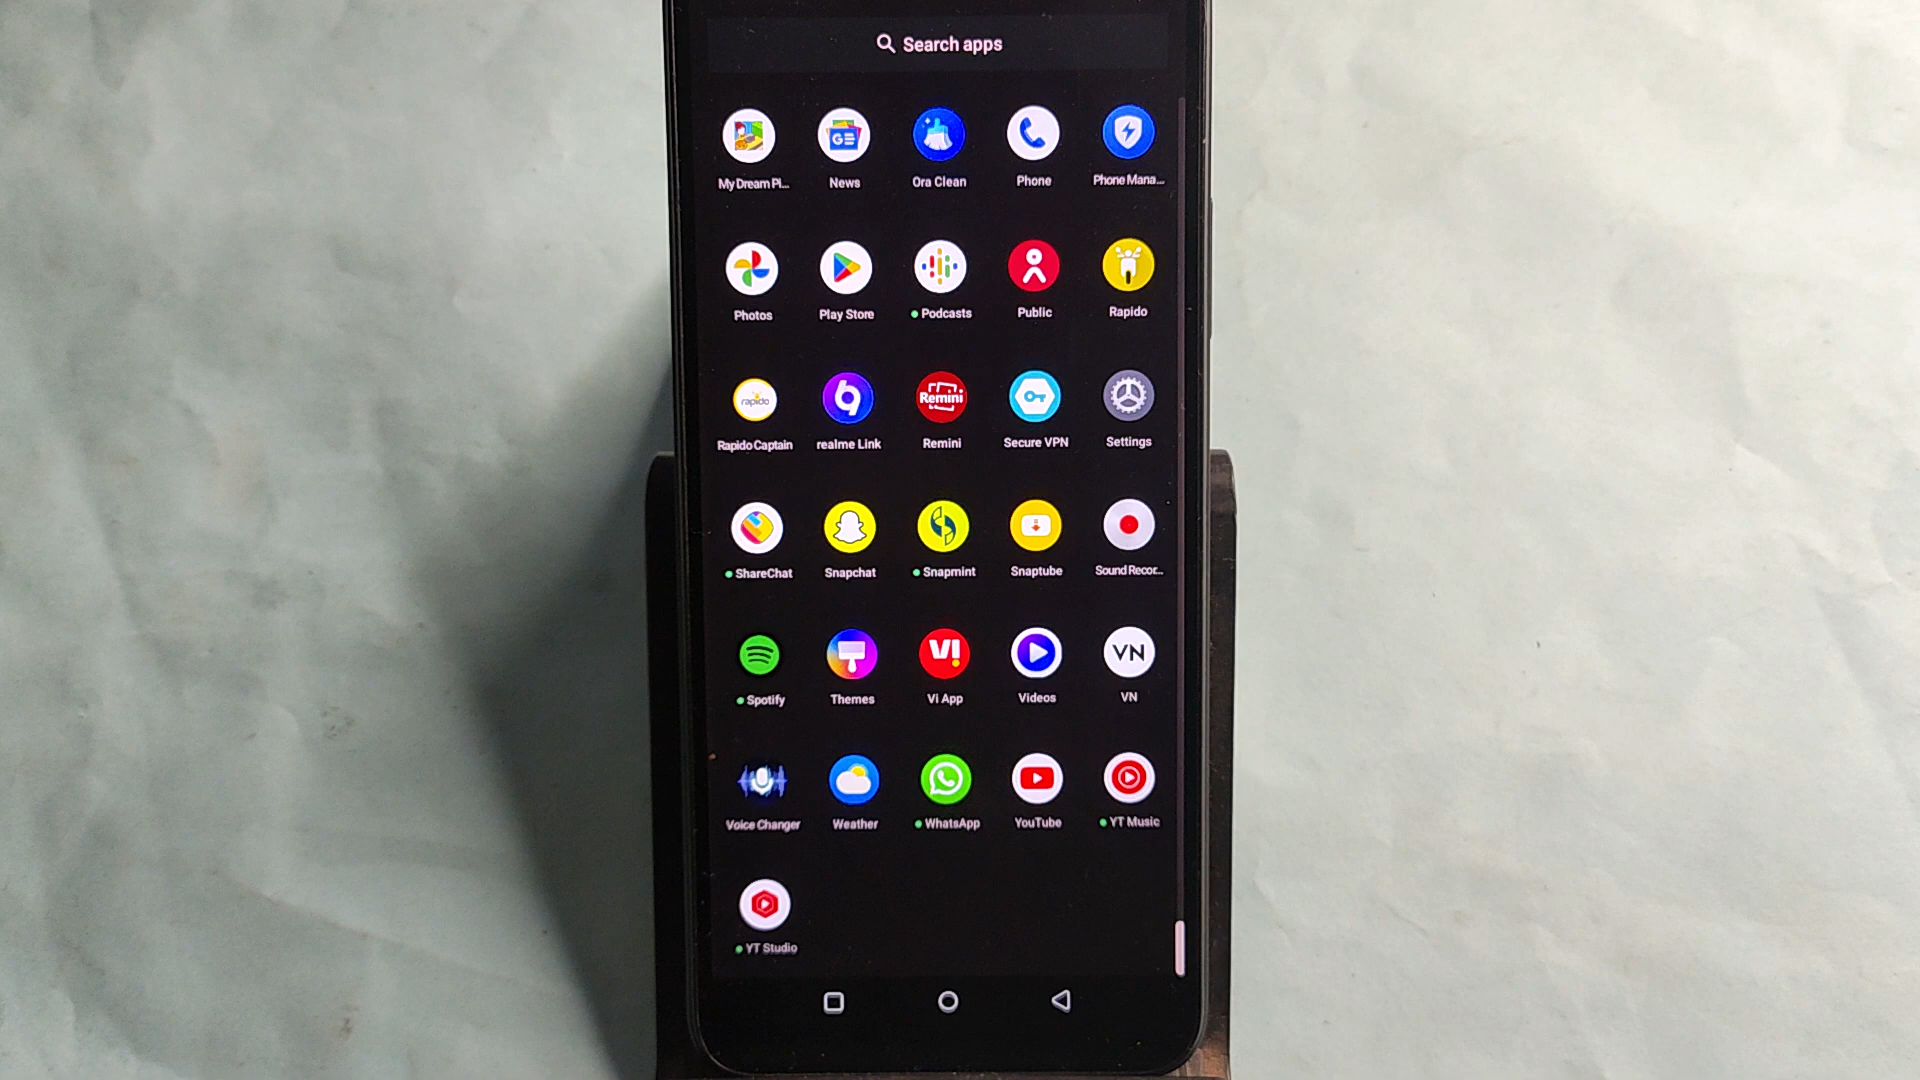 Search apps
My Dream Pl...
News
Ora Clean
Phone
Phone Mana...
Photos
Play Store
Podcasts
Public
Rapido
rapido
Remini
Rapido Captain
realme Link
Remini
Secure VPN
Settings
ShareChat
Snapchat
Snapmint
Snaptube
Sound Recor...
VI
VN
Spotify
Themes
Vi App
Videos
VN
Voice Changer
Weather
WhatsApp
YouTube
YT Music
YT Studio